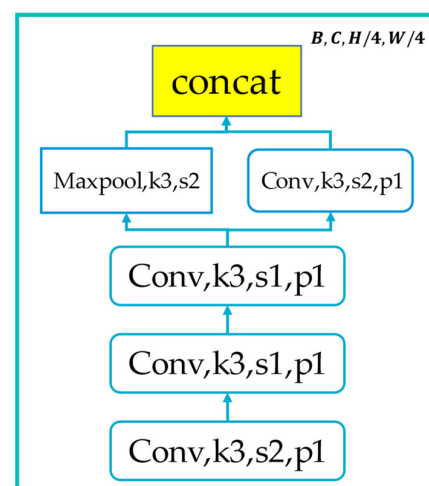 B, C, H/4, W/4
concat
Maxpool,k3,s2
Conv,k3,s2,p1
Conv,k3,s1,p1
Conv,k3,s1,p1
Conv,k3,s2,p1